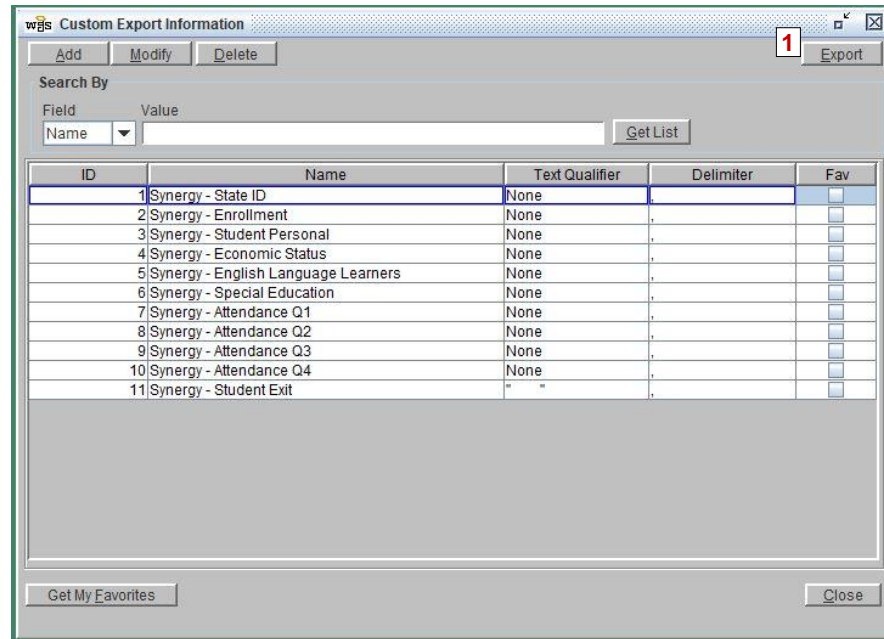 wgs Custom Export Information
Add Modify Delete 1 Export
Search By
Field Value
Name Get List
ID Name Text Qualifier Delimiter Fav
1 Synergy - State ID None ,
2 Synergy - Enrollment None ,
3 Synergy - Student Personal None ,
4 Synergy - Economic Status None ,
5 Synergy - English Language Learners None ,
6 Synergy - Special Education None ,
7 Synergy - Attendance Q1 None ,
8 Synergy - Attendance Q2 None ,
9 Synergy - Attendance Q3 None ,
10 Synergy - Attendance Q4 None ,
11 Synergy - Student Exit " " ,
Get My Favorites Close